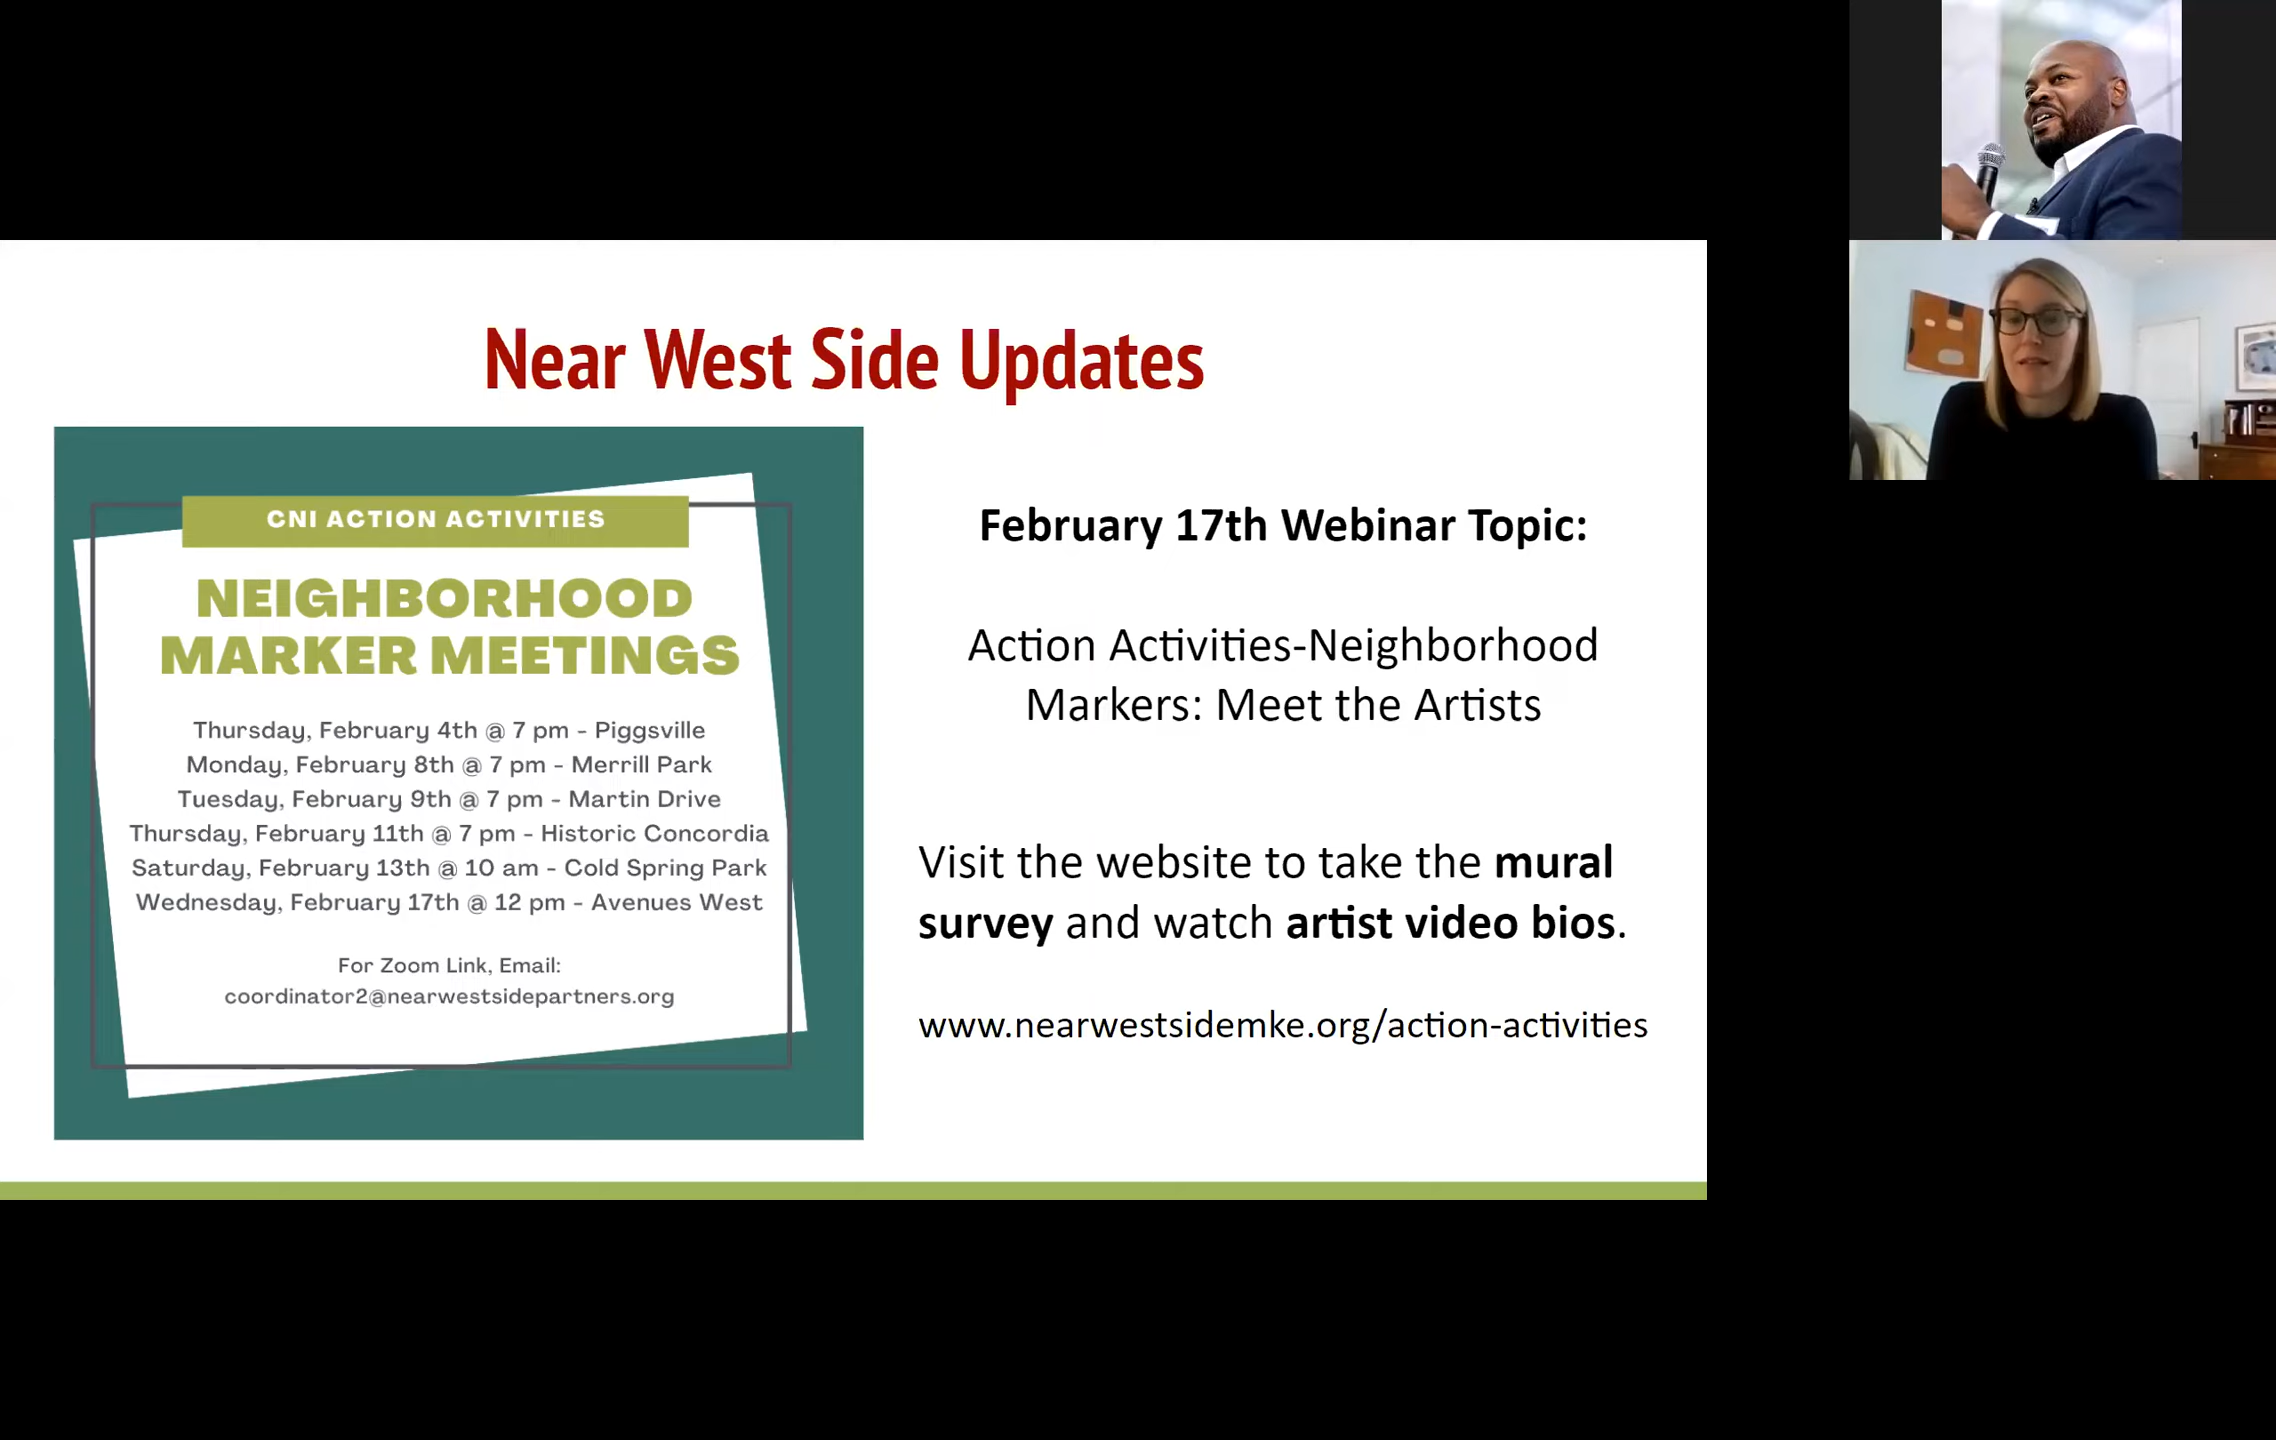 Near West Side Updates
CNI ACTION ACTIVITIES
NEIGHBORHOOD
MARKER MEETINGS
Thursday, February 4th @ 7 pm - Piggsville
Monday, February 8th @ 7 pm - Merrill Park
Tuesday, February 9th @ 7 pm - Martin Drive
Thursday, February 11th @ 7 pm - Historic Concordia
Saturday, February 13th @ 10 am - Cold Spring Park
Wednesday, February 17th @ 12 pm - Avenues West
For Zoom Link, Email:
coordinator2@nearwestsidepartners.org
February 17th Webinar Topic:
Action Activities-Neighborhood
Markers: Meet the Artists
Visit the website to take the mural
survey and watch artist video bios.
www.nearwestsidemke.org/action-activities